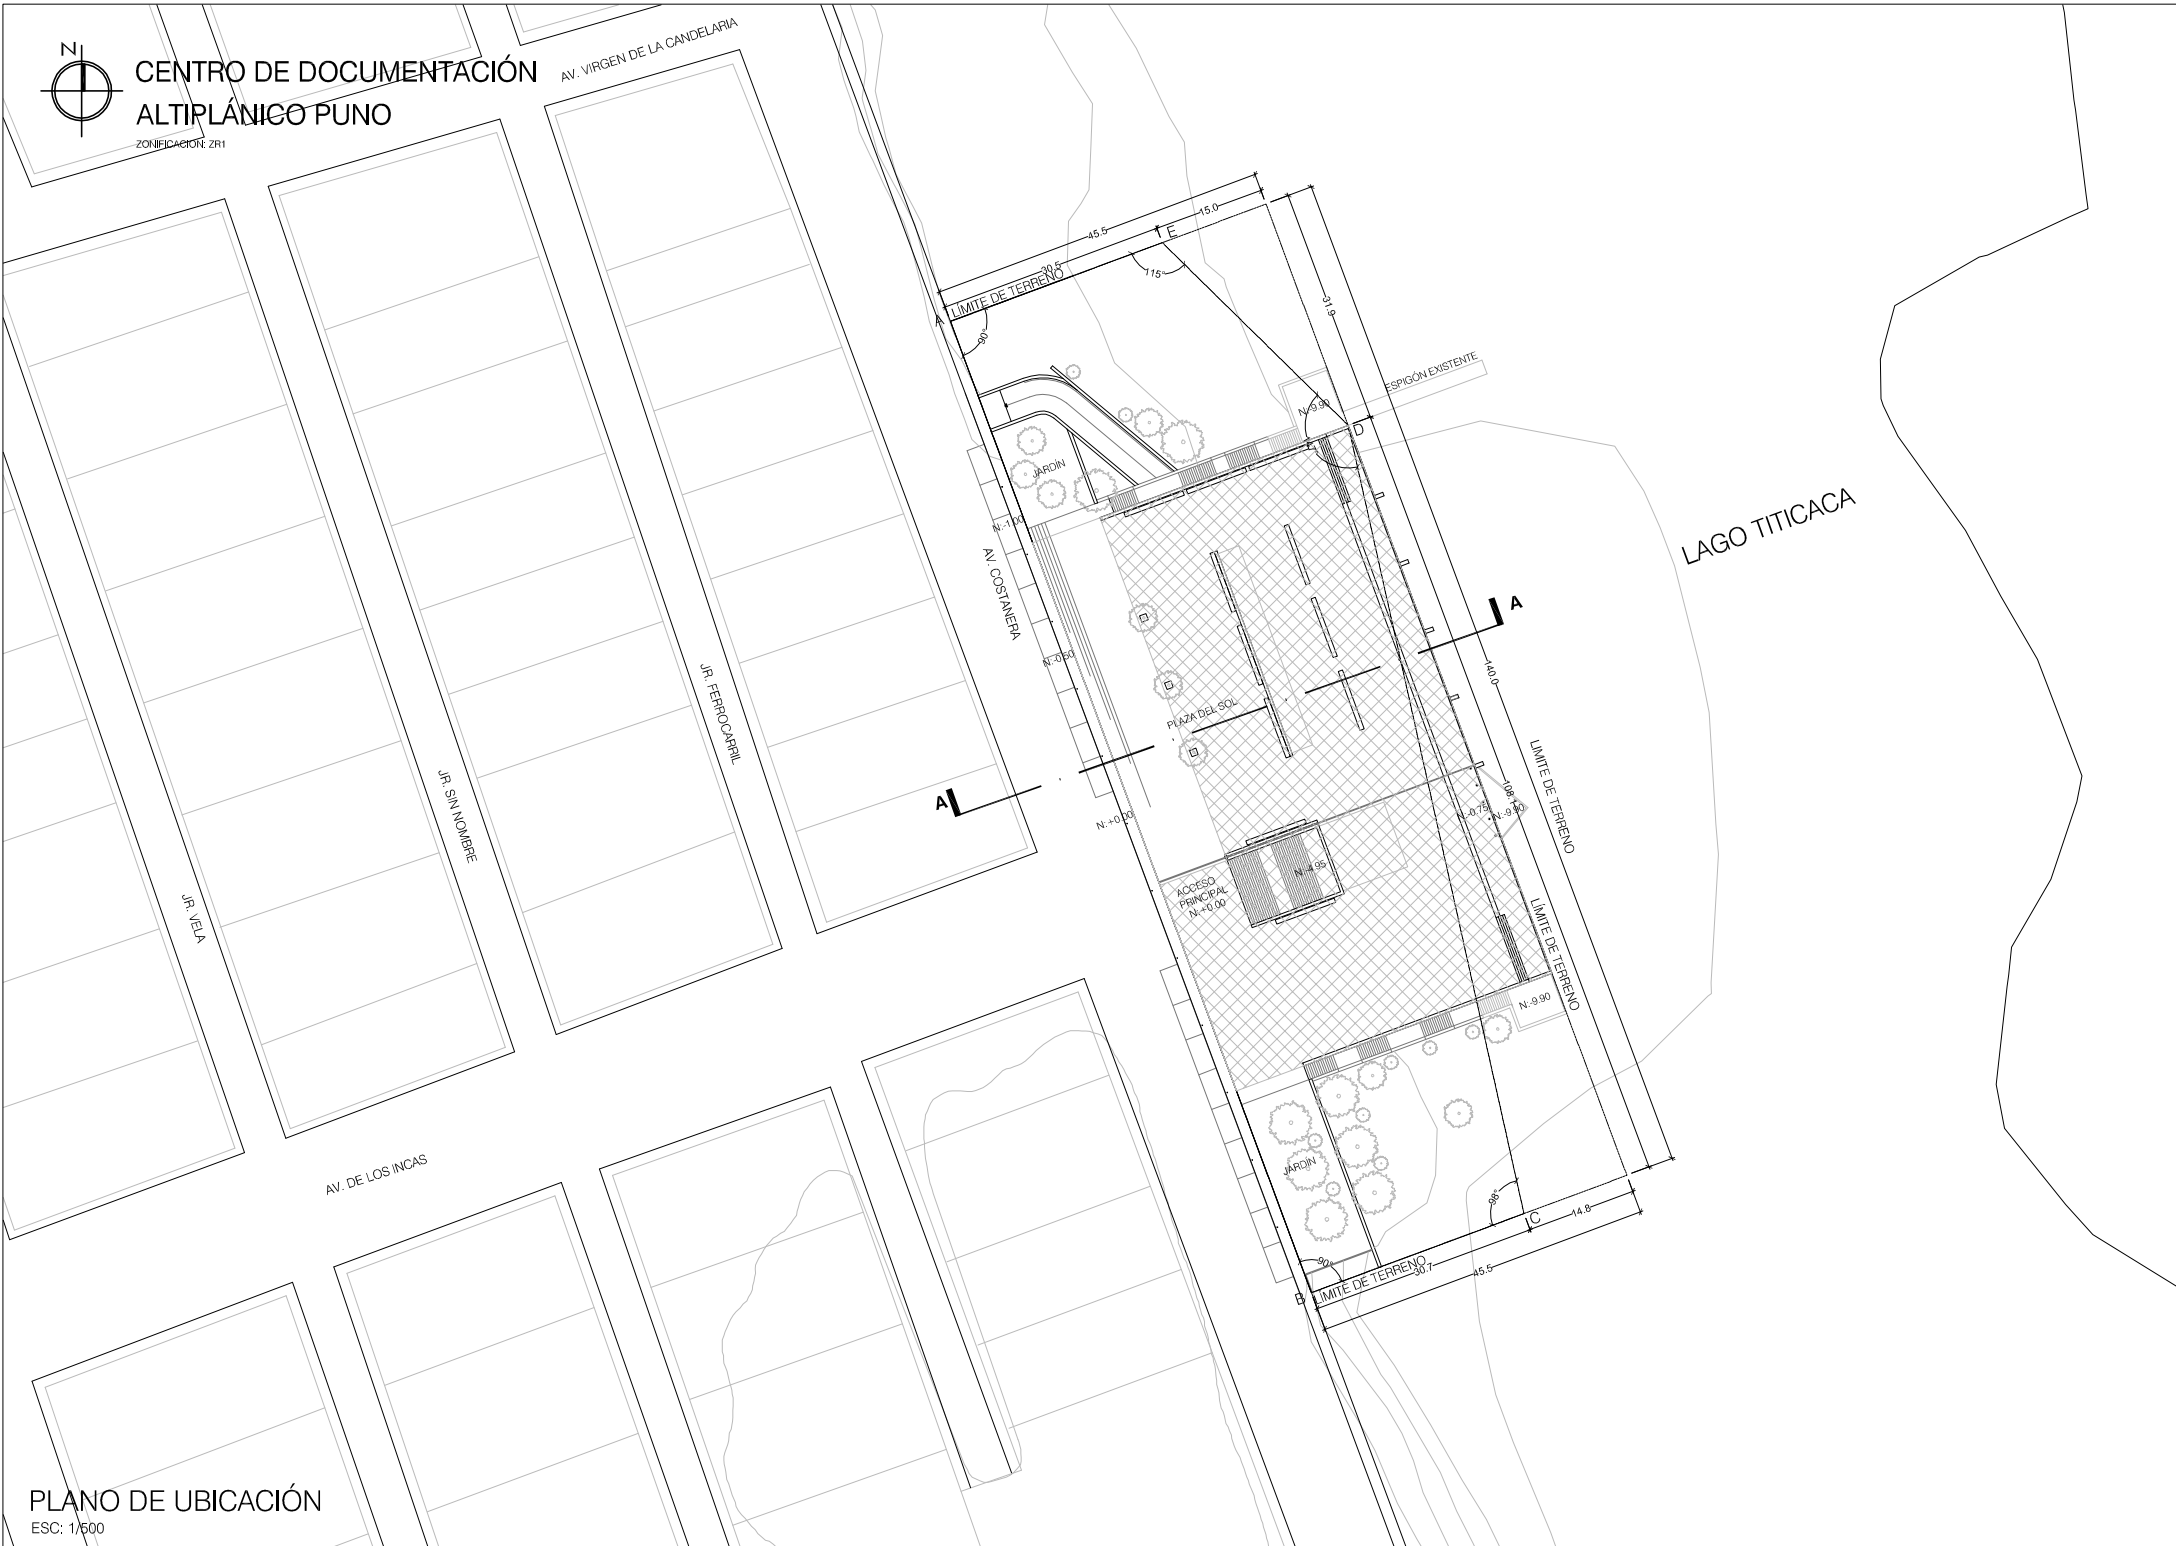 N
CENTRO DE DOCUMENTACIÓN
ALTIPLÁNICO PUNO
ZONIFICACIÓN: ZR1
AV. VIRGEN DE LA CANDELARIA
15.0
45.5
E
30.5
115°
LÍMITE DE TERRENO
A
90°
31.9
ESPIGÓN EXISTENTE
N:-9.90
D
JARDÍN
N:-1.00
AV. COSTANERA
LAGO TITICACA
A
N:-0.50
140.0
JR. FERROCARRIL
PLAZA DEL SOL
JR. SIN NOMBRE
LIMITE DE TERRENO
108.1
A
N:-0.75
N:-9.90
N:+0.00
N:-4.95
ACCESO
PRINCIPAL
N:+0.00
JR. VELA
LÍMITE DE TERRENO
N:-9.90
JARDÍN
AV. DE LOS INCAS
98°
C
14.8
90°
LÍMITE DE TERRENO
30.7
45.5
B
PLANO DE UBICACIÓN
ESC: 1/500